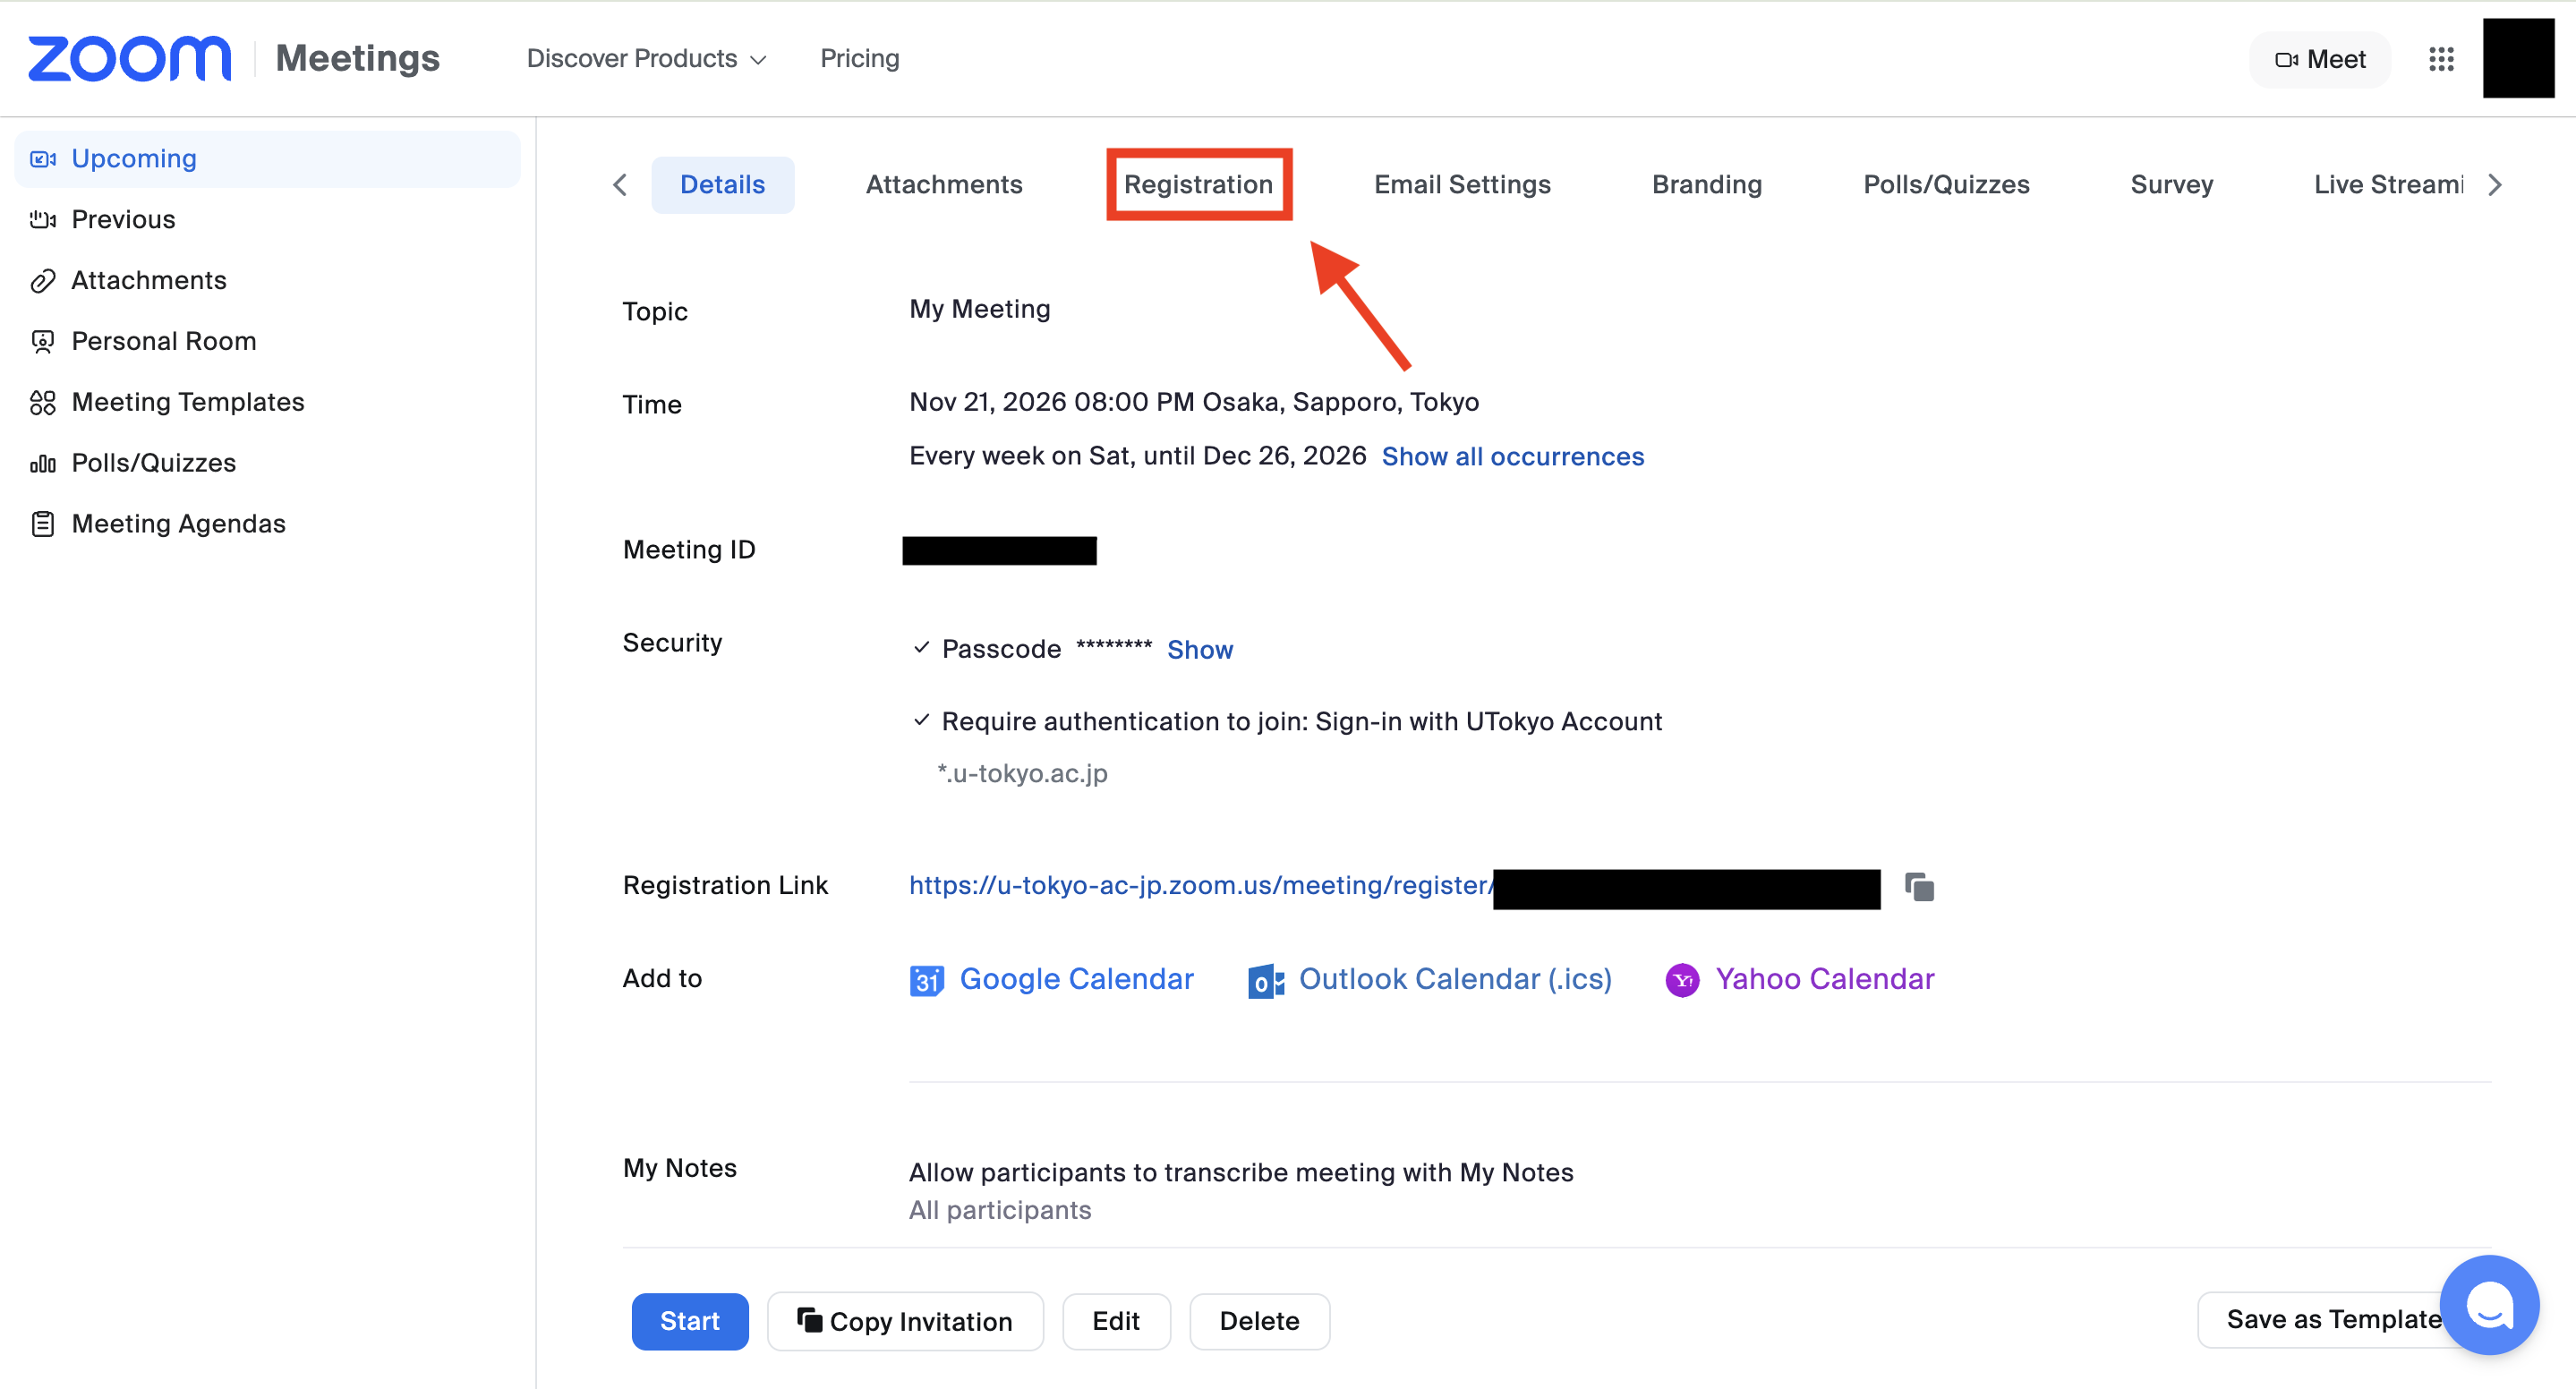 zoom Meetings Discover Products Pricing Meet
Upcoming
Previous
Attachments
Personal Room
Meeting Templates
Polls/Quizzes
Meeting Agendas
Details Attachments Registration Email Settings Branding Polls/Quizzes Survey Live Streami
Topic My Meeting
Time Nov 21, 2026 08:00 PM Osaka, Sapporo, Tokyo
Every week on Sat, until Dec 26, 2026 Show all occurrences
Meeting ID
Security Passcode ******** Show
Require authentication to join: Sign-in with UTokyo Account
*.u-tokyo.ac.jp
Registration Link https://u-tokyo-ac-jp.zoom.us/meeting/register/
Add to 31 Google Calendar Outlook Calendar (.ics) Yahoo Calendar
My Notes Allow participants to transcribe meeting with My Notes
All participants
Start Copy Invitation Edit Delete Save as Template